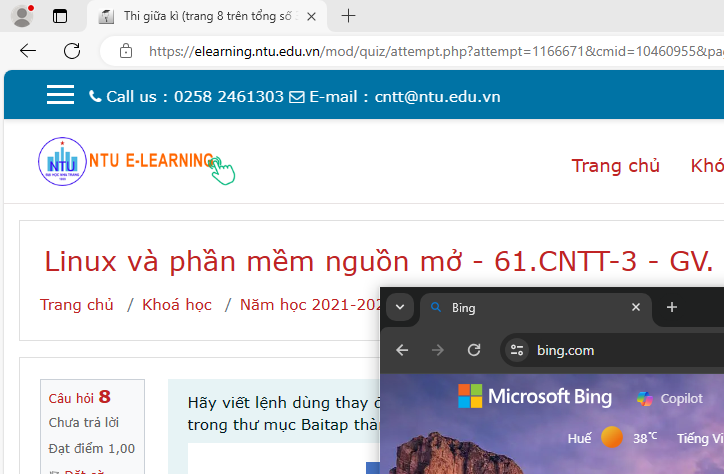 Thi giữa kì (trang 8 trên tổng số
https://elearning.ntu.edu.vn/mod/quiz/attempt.php?attempt=1166671&cmid=10460955&pa
Call us : 0258 2461303 E-mail : cntt@ntu.edu.vn
NTU
NTU E-LEARNING
Trang chủ Khó
Linux và phần mềm nguồn mở - 61.CNTT-3 - GV.
Trang chủ / Khoá học / Năm học 2021-202
Bing
bing.com
Microsoft Bing Copilot
Huế 38°C Tiếng Vi
Câu hỏi 8
Chưa trả lời
Đạt điểm 1,00
Đặt cờ
Hãy viết lệnh dùng thay đ
trong thư mục Baitap thàn